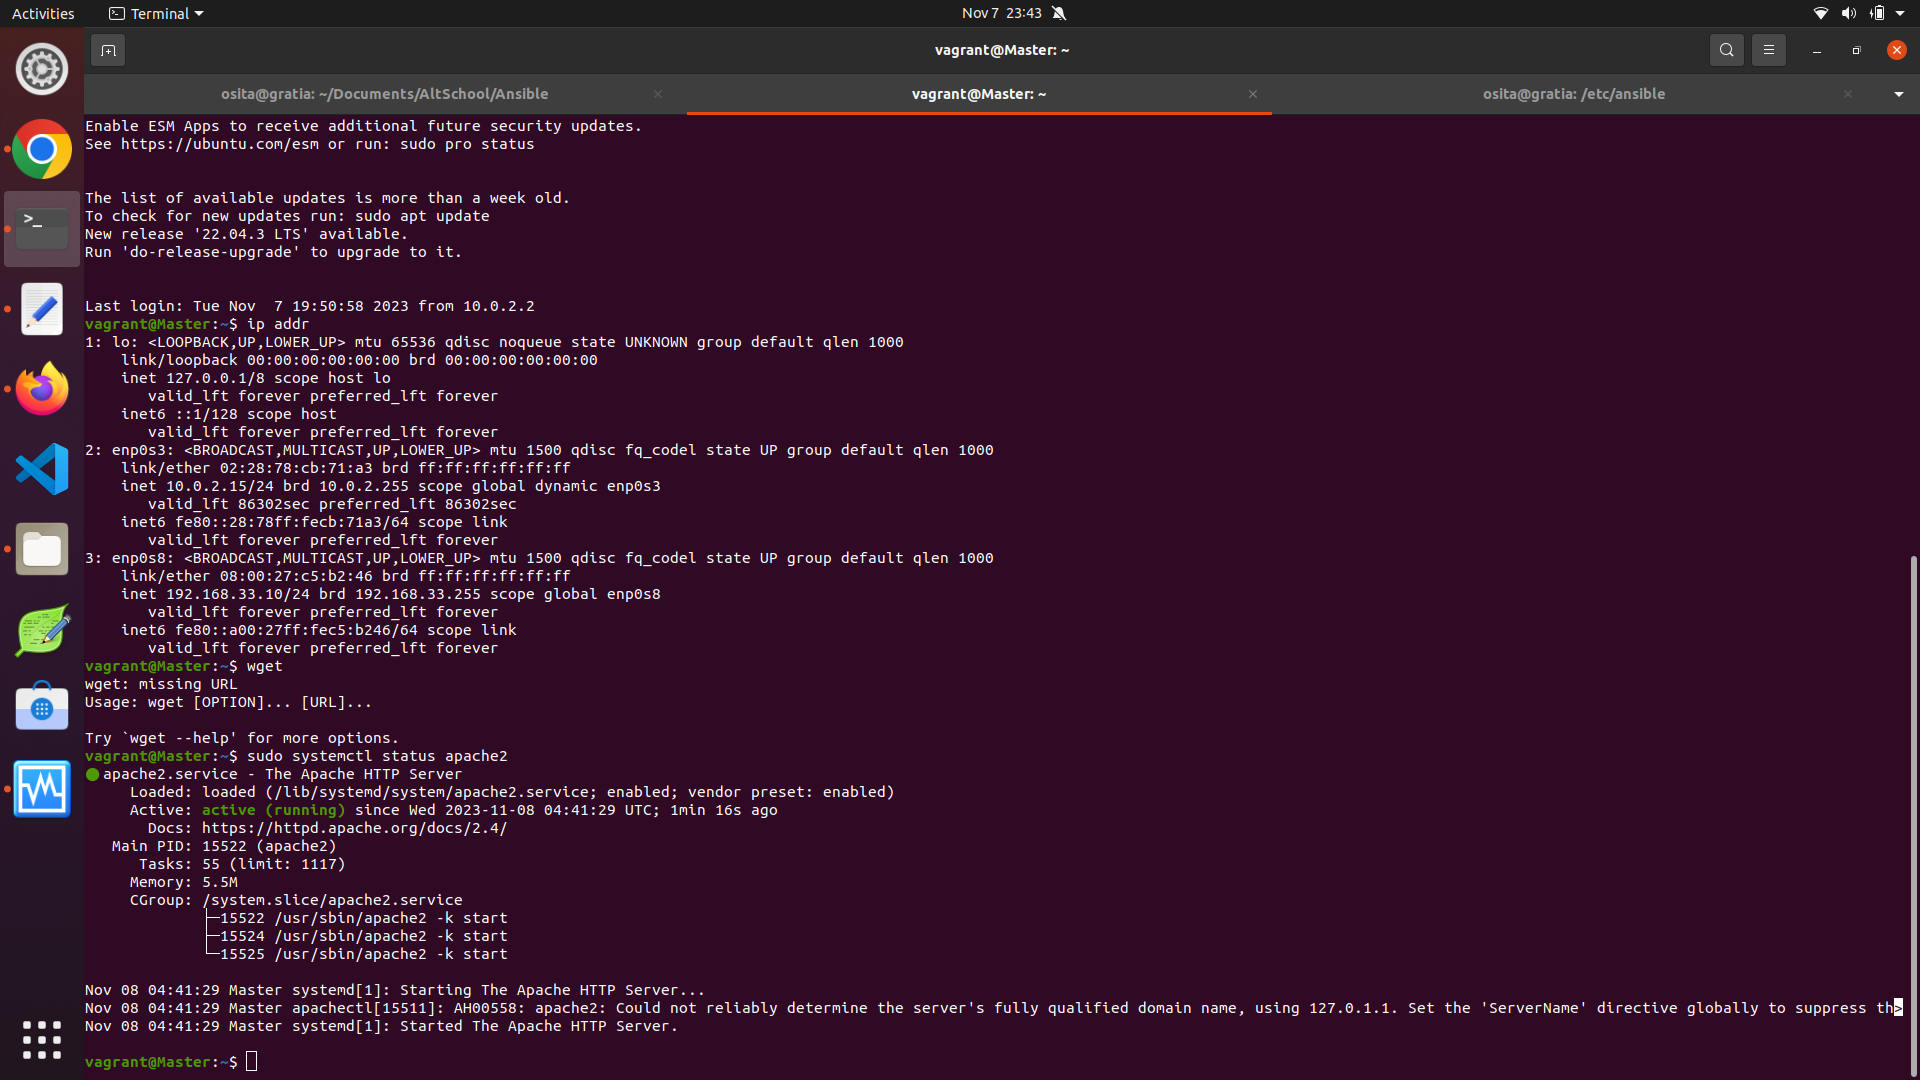 Activities
Terminal
Nov 7 23:43
vagrant@Master: ~
osita@gratia: ~/Documents/AltSchool/Ansible
vagrant@Master: ~
osita@gratia: /etc/ansible
Enable ESM Apps to receive additional future security updates.
See https://ubuntu.com/esm or run: sudo pro status
The list of available updates is more than a week old.
To check for new updates run: sudo apt update
New release '22.04.3 LTS' available.
Run 'do-release-upgrade' to upgrade to it.
Last login: Tue Nov  7 19:50:58 2023 from 10.0.2.2
vagrant@Master:~$ ip addr
1: lo: <LOOPBACK,UP,LOWER_UP> mtu 65536 qdisc noqueue state UNKNOWN group default qlen 1000
    link/loopback 00:00:00:00:00:00 brd 00:00:00:00:00:00
    inet 127.0.0.1/8 scope host lo
       valid_lft forever preferred_lft forever
    inet6 ::1/128 scope host
       valid_lft forever preferred_lft forever
2: enp0s3: <BROADCAST,MULTICAST,UP,LOWER_UP> mtu 1500 qdisc fq_codel state UP group default qlen 1000
    link/ether 02:28:78:cb:71:a3 brd ff:ff:ff:ff:ff:ff
    inet 10.0.2.15/24 brd 10.0.2.255 scope global dynamic enp0s3
       valid_lft 86302sec preferred_lft 86302sec
    inet6 fe80::28:78ff:fecb:71a3/64 scope link
       valid_lft forever preferred_lft forever
3: enp0s8: <BROADCAST,MULTICAST,UP,LOWER_UP> mtu 1500 qdisc fq_codel state UP group default qlen 1000
    link/ether 08:00:27:c5:b2:46 brd ff:ff:ff:ff:ff:ff
    inet 192.168.33.10/24 brd 192.168.33.255 scope global enp0s8
       valid_lft forever preferred_lft forever
    inet6 fe80::a00:27ff:fec5:b246/64 scope link
       valid_lft forever preferred_lft forever
vagrant@Master:~$ wget
wget: missing URL
Usage: wget [OPTION]... [URL]...
Try `wget --help' for more options.
vagrant@Master:~$ sudo systemctl status apache2
● apache2.service - The Apache HTTP Server
     Loaded: loaded (/lib/systemd/system/apache2.service; enabled; vendor preset: enabled)
     Active: active (running) since Wed 2023-11-08 04:41:29 UTC; 1min 16s ago
       Docs: https://httpd.apache.org/docs/2.4/
   Main PID: 15522 (apache2)
      Tasks: 55 (limit: 1117)
     Memory: 5.5M
     CGroup: /system.slice/apache2.service
             ├─15522 /usr/sbin/apache2 -k start
             ├─15524 /usr/sbin/apache2 -k start
             └─15525 /usr/sbin/apache2 -k start
Nov 08 04:41:29 Master systemd[1]: Starting The Apache HTTP Server...
Nov 08 04:41:29 Master apachectl[15511]: AH00558: apache2: Could not reliably determine the server's fully qualified domain name, using 127.0.1.1. Set the 'ServerName' directive globally to suppress th>
Nov 08 04:41:29 Master systemd[1]: Started The Apache HTTP Server.
vagrant@Master:~$